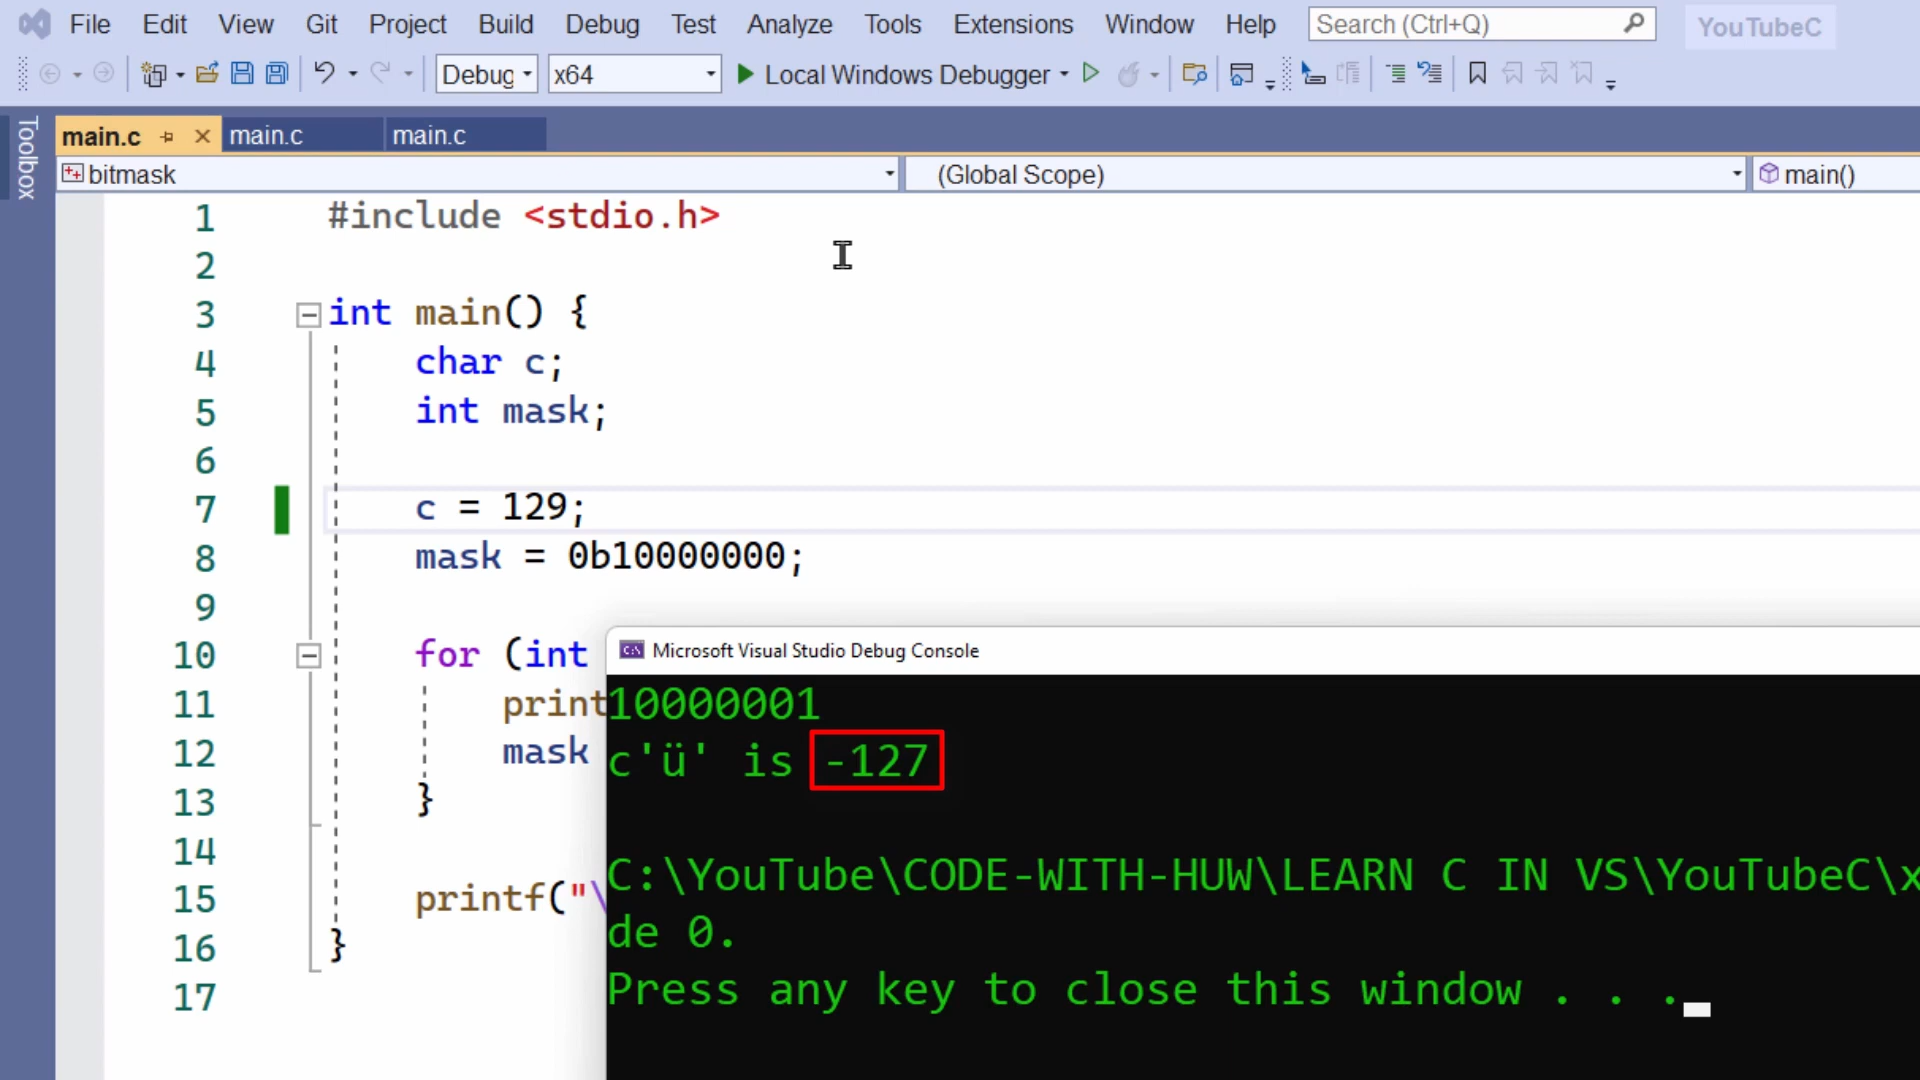 File Edit View Git Project Build Debug Test Analyze Tools Extensions Window Help Search (Ctrl+Q) YouTubeC
Debug x64 Local Windows Debugger
Toolbox
main.c main.c main.c
bitmask (Global Scope) main()
1 #include <stdio.h>
2
3 int main() {
4 char c;
5 int mask;
6
7 c = 129;
8 mask = 0b10000000;
9
10 for (int
11 print
12 mask
13 }
14
15 printf("\
16 }
17
Microsoft Visual Studio Debug Console
10000001
c'ü' is -127
C:\YouTube\CODE-WITH-HUW\LEARN C IN VS\YouTubeC\x
de 0.
Press any key to close this window . . .